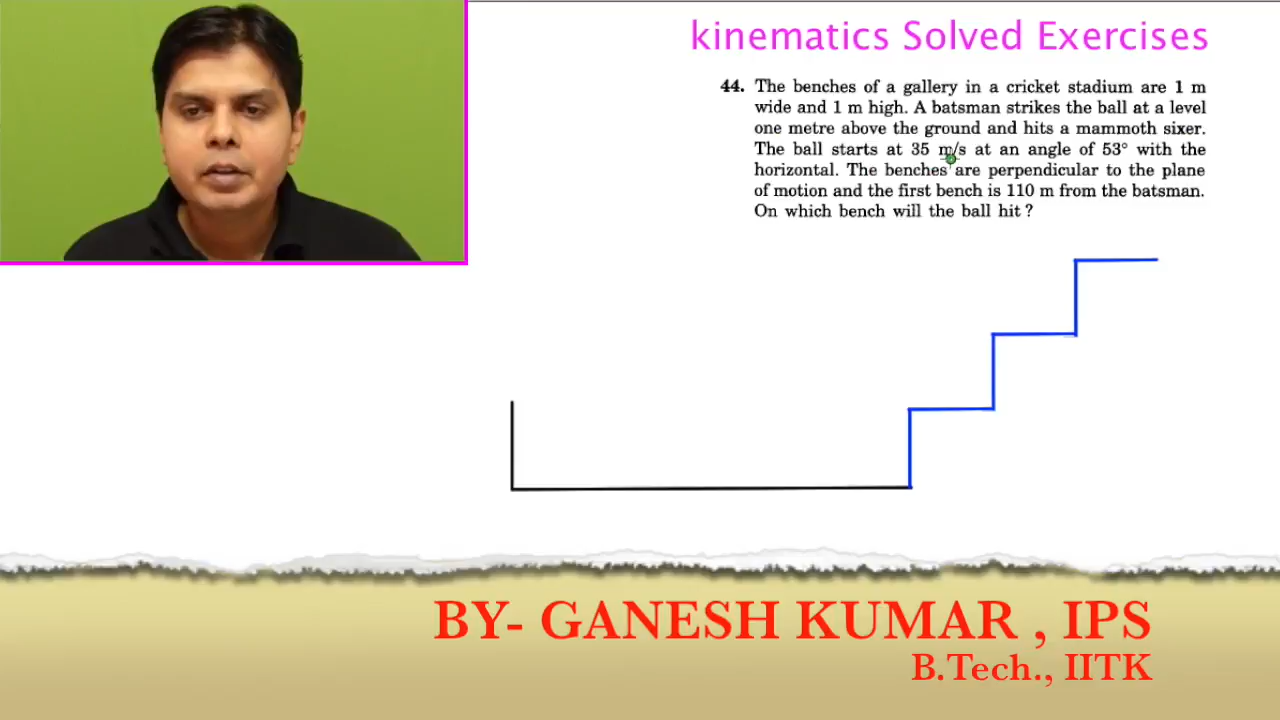 kinematics Solved Exercises
44. The benches of a gallery in a cricket stadium are 1 m
wide and 1 m high. A batsman strikes the ball at a level
one metre above the ground and hits a mammoth sixer.
The ball starts at 35 m/s at an angle of 53° with the
horizontal. The benches are perpendicular to the plane
of motion and the first bench is 110 m from the batsman.
On which bench will the ball hit ?
BY- GANESH KUMAR , IPS
B.Tech., IITK